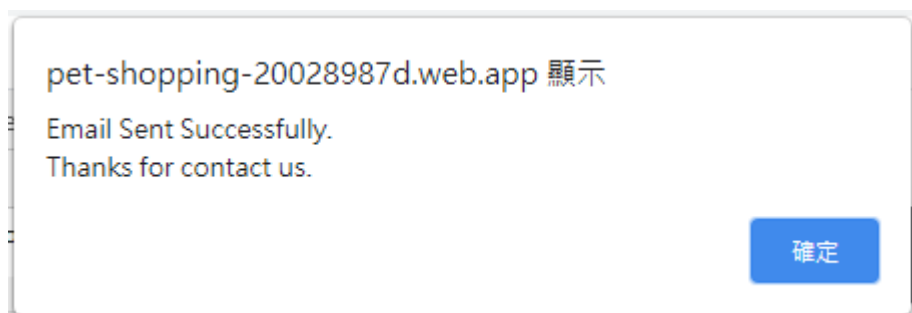 pet-shopping-20028987d.web.app 顯示
Email Sent Successfully.
Thanks for contact us.
確定